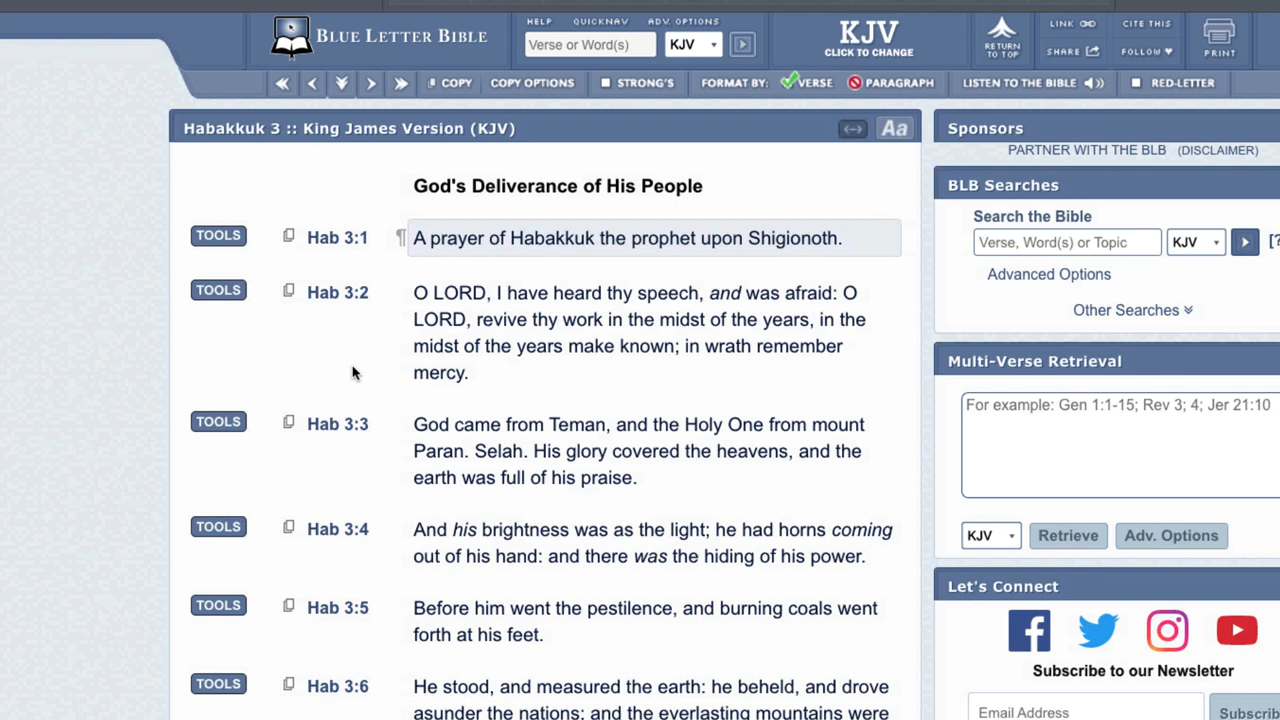 HELP QUICKNAV ADV. OPTIONS
BLUE LETTER BIBLE
Verse or Word(s) KJV
KJV
CLICK TO CHANGE
RETURN
TO TOP
LINK
SHARE
CITE THIS
FOLLOW
PRINT
COPY COPY OPTIONS STRONG'S FORMAT BY: VERSE PARAGRAPH LISTEN TO THE BIBLE RED-LETTER
Habakkuk 3 :: King James Version (KJV) Aa
God's Deliverance of His People
TOOLS Hab 3:1 ¶ A prayer of Habakkuk the prophet upon Shigionoth.
TOOLS Hab 3:2 O LORD, I have heard thy speech, and was afraid: O
LORD, revive thy work in the midst of the years, in the
midst of the years make known; in wrath remember
mercy.
TOOLS Hab 3:3 God came from Teman, and the Holy One from mount
Paran. Selah. His glory covered the heavens, and the
earth was full of his praise.
TOOLS Hab 3:4 And his brightness was as the light; he had horns coming
out of his hand: and there was the hiding of his power.
TOOLS Hab 3:5 Before him went the pestilence, and burning coals went
forth at his feet.
TOOLS Hab 3:6 He stood, and measured the earth: he beheld, and drove
asunder the nations; and the everlasting mountains were
Sponsors
PARTNER WITH THE BLB (DISCLAIMER)
BLB Searches
Search the Bible
Verse, Word(s) or Topic KJV [?
Advanced Options
Other Searches
Multi-Verse Retrieval
For example: Gen 1:1-15; Rev 3; 4; Jer 21:10
KJV Retrieve Adv. Options
Let's Connect
Subscribe to our Newsletter
Email Address Subscrib